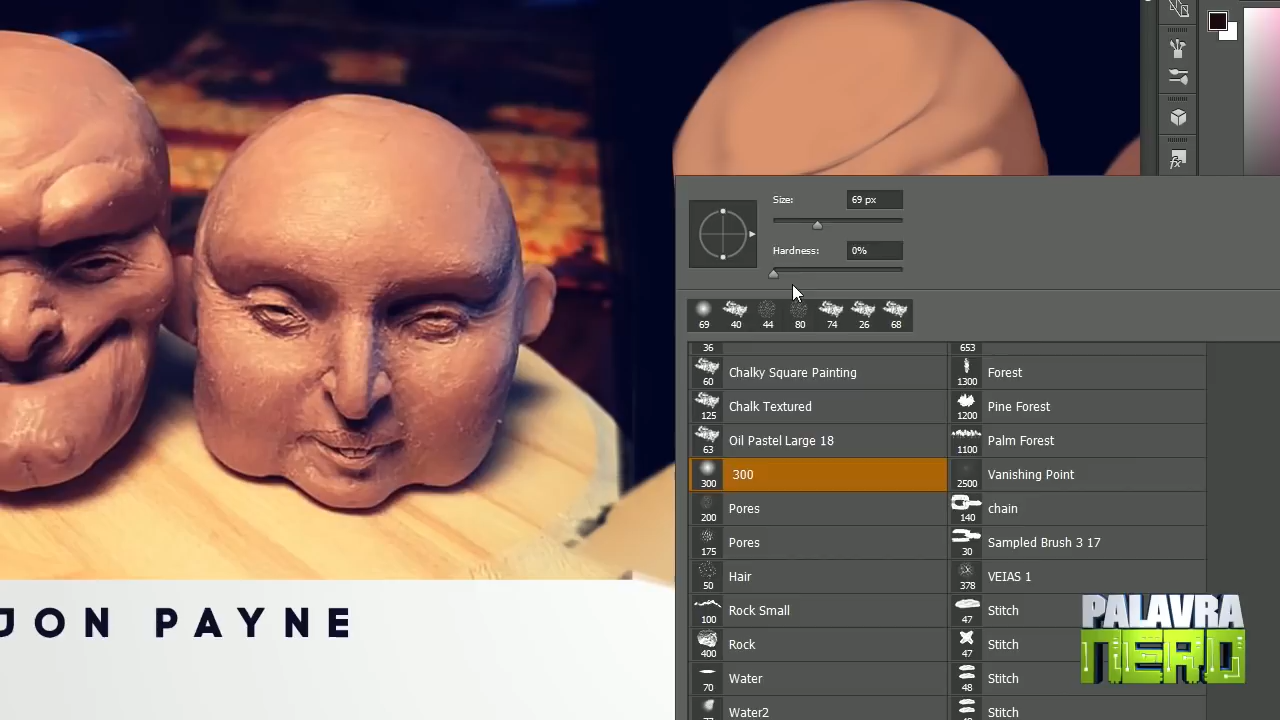 Size:
69 px
Hardness:
0%
69
40
44
80
74
26
68
36
653
60
Chalky Square Painting
1300
Forest
125
Chalk Textured
1200
Pine Forest
63
Oil Pastel Large 18
1100
Palm Forest
300
300
2500
Vanishing Point
200
Pores
140
chain
175
Pores
30
Sampled Brush 3 17
50
Hair
378
VEIAS 1
100
Rock Small
47
Stitch
400
Rock
47
Stitch
70
Water
48
Stitch
Water2
Stitch
JON PAYNE
PALAVRA
NERD
fx